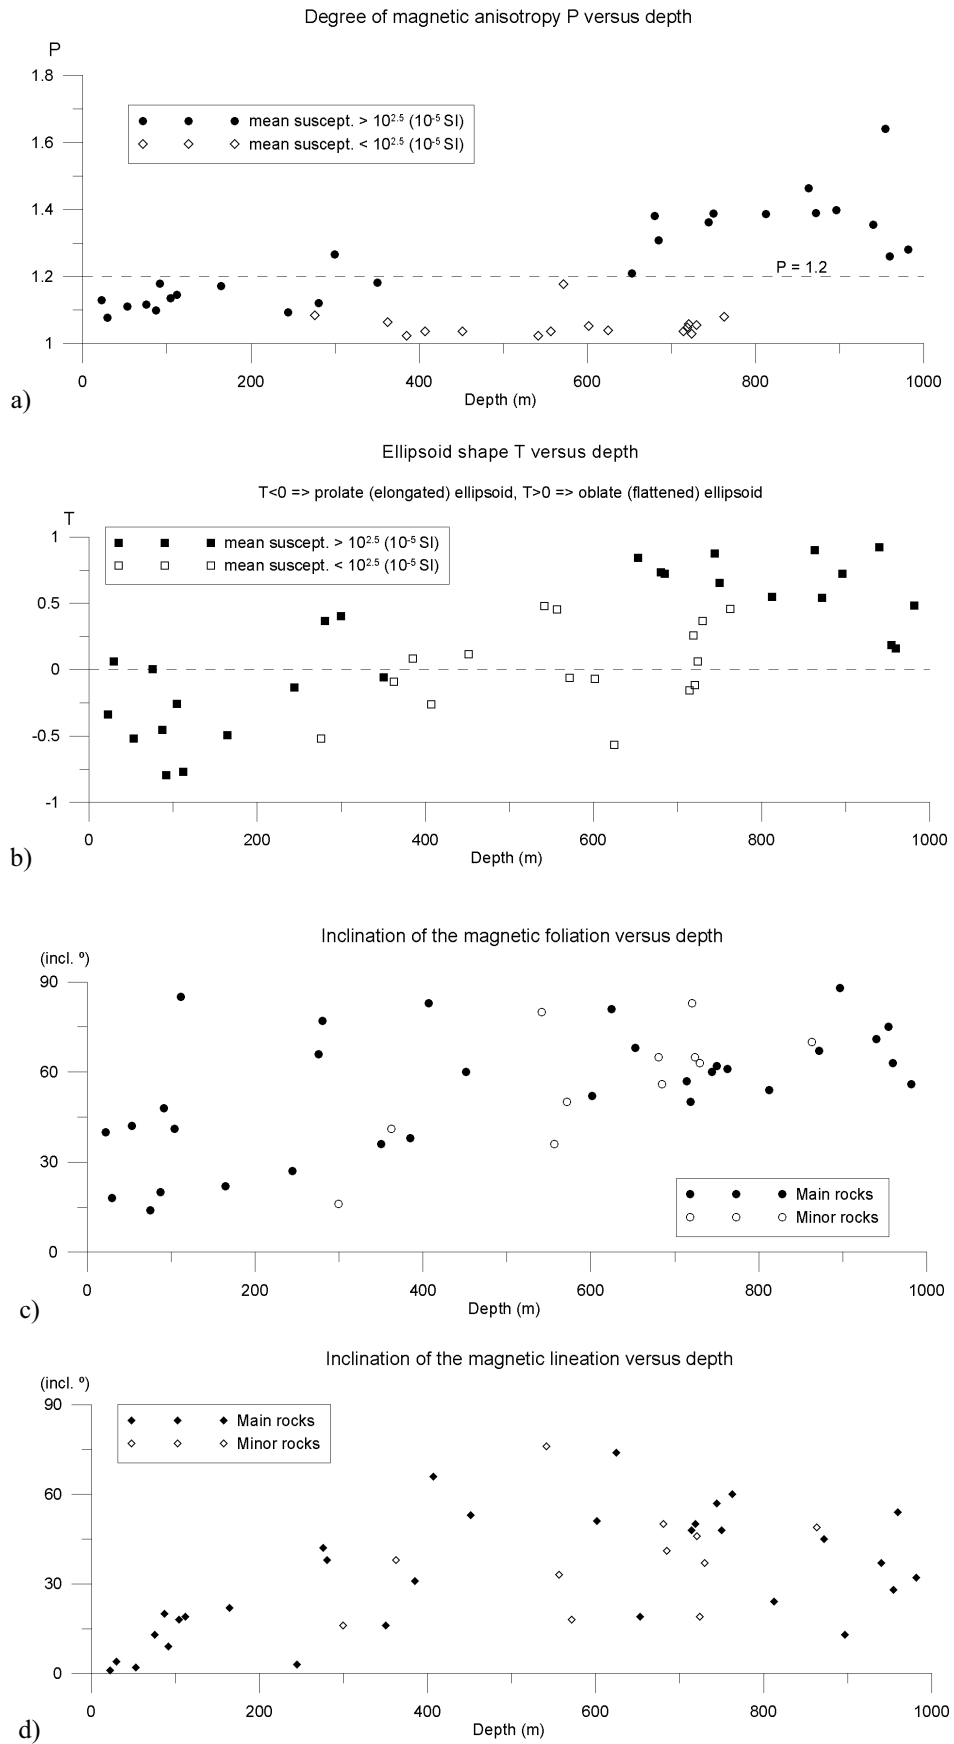 Degree of magnetic anisotropy P versus depth
P
1.8
mean suscept. > 10^2.5 (10^-5 SI)
mean suscept. < 10^2.5 (10^-5 SI)
1.6
1.4
P = 1.2
1.2
1
0 200 400 600 800 1000
Depth (m)
a)
Ellipsoid shape T versus depth
T<0 => prolate (elongated) ellipsoid, T>0 => oblate (flattened) ellipsoid
T
1
mean suscept. > 10^2.5 (10^-5 SI)
mean suscept. < 10^2.5 (10^-5 SI)
0.5
0
-0.5
-1
0 200 400 600 800 1000
Depth (m)
b)
Inclination of the magnetic foliation versus depth
(incl. º)
90
60
30
Main rocks
Minor rocks
0
0 200 400 600 800 1000
Depth (m)
c)
Inclination of the magnetic lineation versus depth
(incl. º)
90
Main rocks
Minor rocks
60
30
0
0 200 400 600 800 1000
Depth (m)
d)